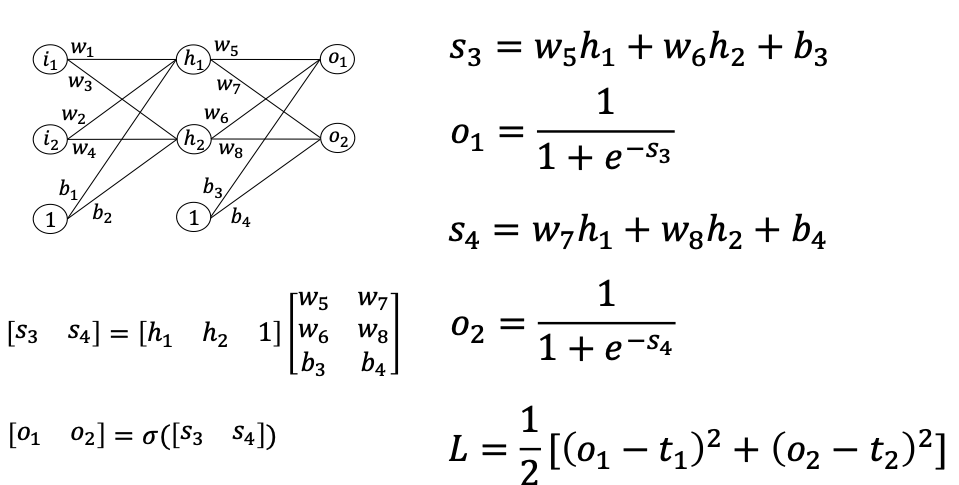 i₁ w₁ h₁ w₅ o₁
w₃ w₇
w₂ w₆
i₂ w₄ h₂ w₈ o₂
b₁ b₃
1 b₂ 1 b₄
[s₃ s₄] = [h₁ h₂ 1] [w₅ w₇
w₆ w₈
b₃ b₄]
[o₁ o₂] = σ([s₃ s₄])
s₃ = w₅h₁ + w₆h₂ + b₃
o₁ = 1 / (1 + e^(−s₃))
s₄ = w₇h₁ + w₈h₂ + b₄
o₂ = 1 / (1 + e^(−s₄))
L = 1/2 [(o₁ − t₁)² + (o₂ − t₂)²]